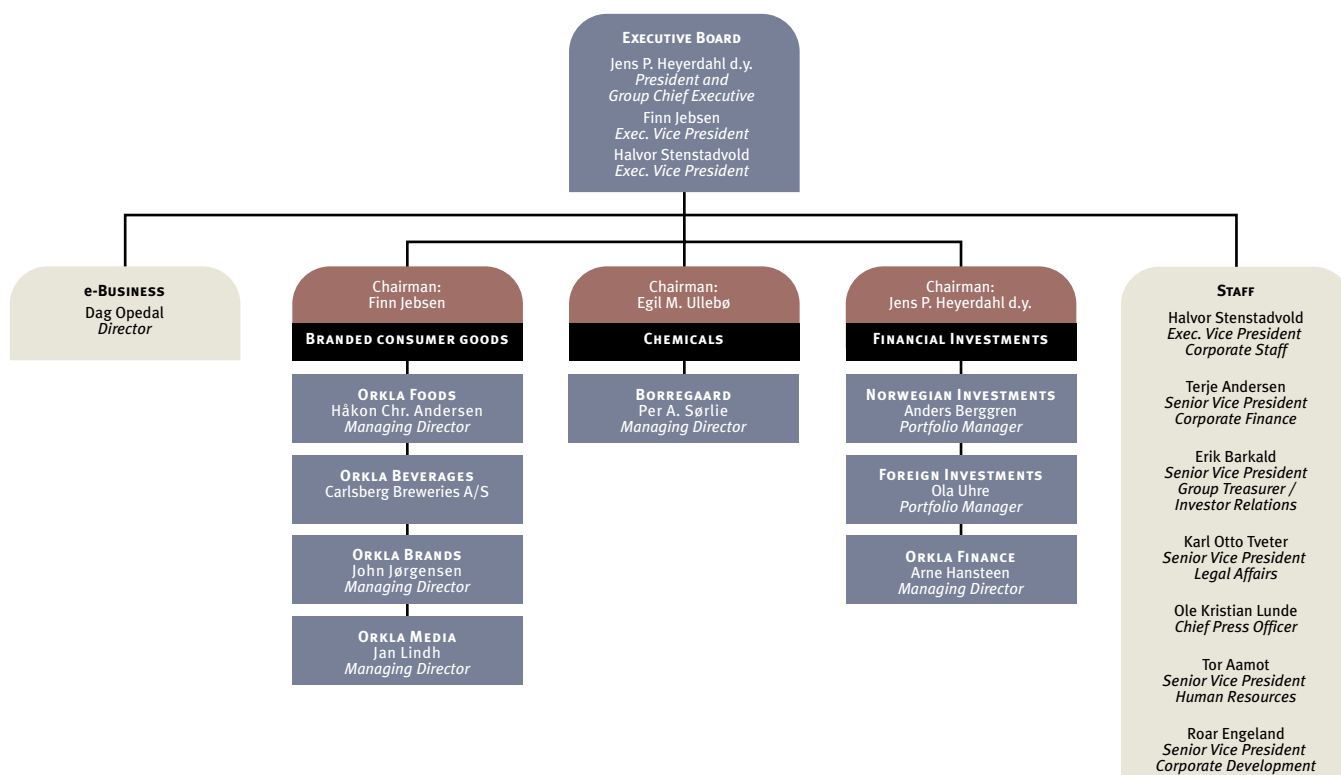 EXECUTIVE BOARD
Jens P. Heyerdahl d.y.
President and
Group Chief Executive
Finn Jebsen
Exec. Vice President
Halvor Stenstadvold
Exec. Vice President
e-BUSINESS
Dag Opedal
Director
Chairman:
Finn Jebsen
BRANDED CONSUMER GOODS
ORKLA FOODS
Håkon Chr. Andersen
Managing Director
ORKLA BEVERAGES
Carlsberg Breweries A/S
ORKLA BRANDS
John Jørgensen
Managing Director
ORKLA MEDIA
Jan Lindh
Managing Director
Chairman:
Egil M. Ullebø
CHEMICALS
BORREGAARD
Per A. Sørlie
Managing Director
Chairman:
Jens P. Heyerdahl d.y.
FINANCIAL INVESTMENTS
NORWEGIAN INVESTMENTS
Anders Berggren
Portfolio Manager
FOREIGN INVESTMENTS
Ola Uhre
Portfolio Manager
ORKLA FINANCE
Arne Hansteen
Managing Director
STAFF
Halvor Stenstadvold
Exec. Vice President
Corporate Staff
Terje Andersen
Senior Vice President
Corporate Finance
Erik Barkald
Senior Vice President
Group Treasurer /
Investor Relations
Karl Otto Tveter
Senior Vice President
Legal Affairs
Ole Kristian Lunde
Chief Press Officer
Tor Aamot
Senior Vice President
Human Resources
Roar Engeland
Senior Vice President
Corporate Development